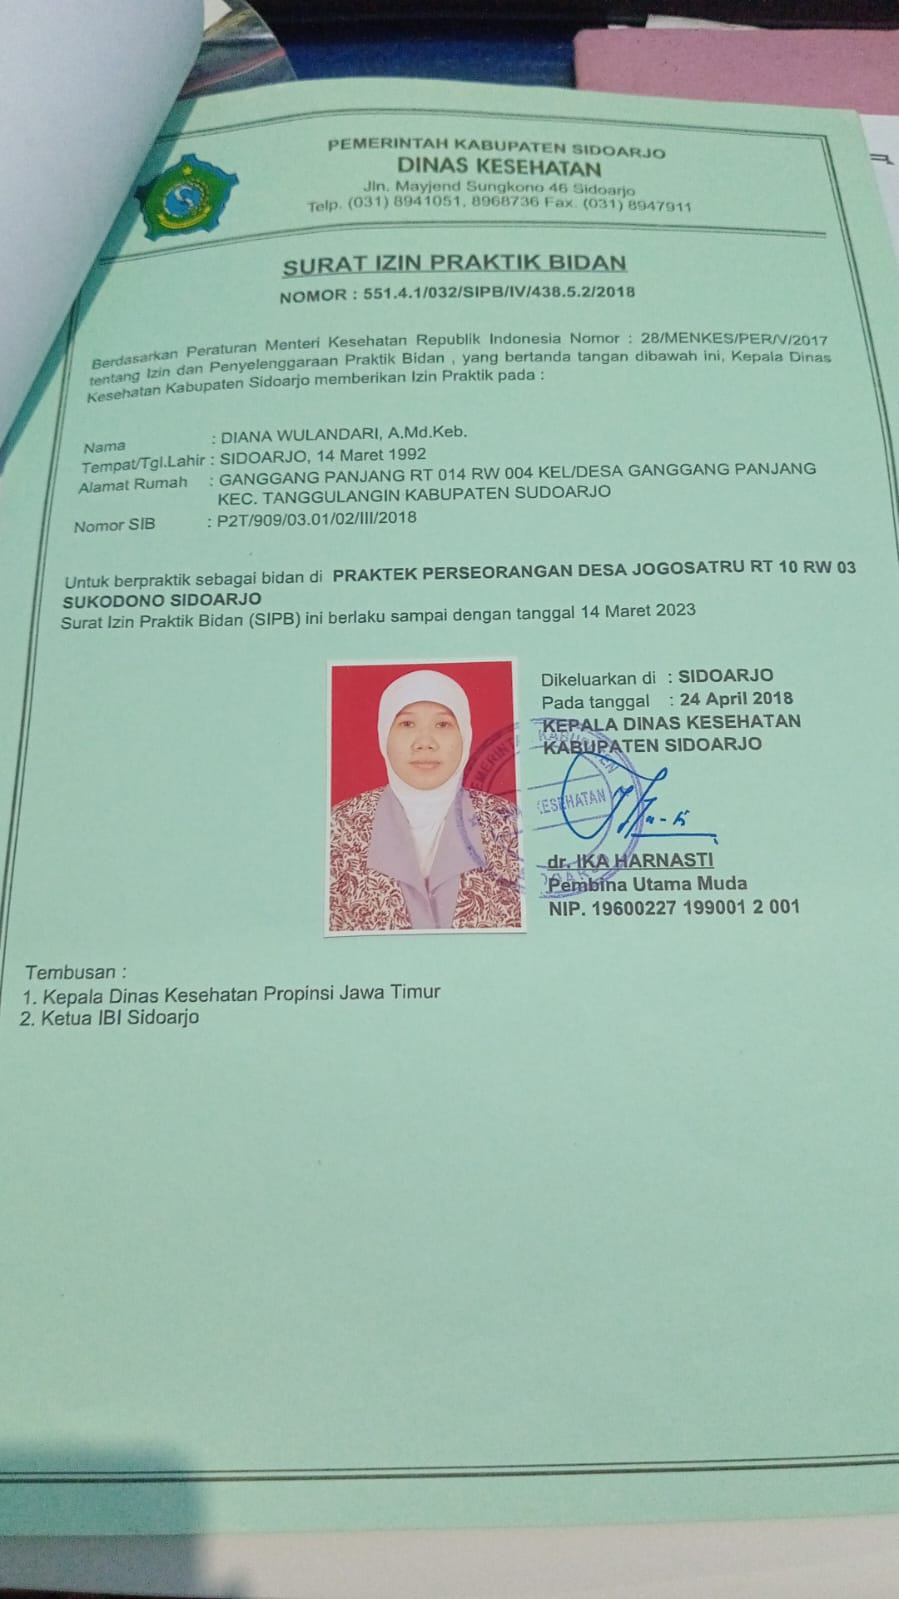 PEMERINTAH KABUPATEN SIDOARJO
DINAS KESEHATAN
Jln. Mayjend Sungkono 46 Sidoarjo
Telp. (031) 8941051, 8968736 Fax. (031) 8947911
SURAT IZIN PRAKTIK BIDAN
NOMOR : 551.4.1/032/SIPB/IV/438.5.2/2018
Berdasarkan Peraturan Menteri Kesehatan Republik Indonesia Nomor : 28/MENKES/PER/V/2017
tentang Izin dan Penyelenggaraan Praktik Bidan , yang bertanda tangan dibawah ini, Kepala Dinas
Kesehatan Kabupaten Sidoarjo memberikan Izin Praktik pada :
Nama : DIANA WULANDARI, A.Md.Keb.
Tempat/Tgl.Lahir : SIDOARJO, 14 Maret 1992
Alamat Rumah : GANGGANG PANJANG RT 014 RW 004 KEL/DESA GANGGANG PANJANG
KEC. TANGGULANGIN KABUPATEN SUDOARJO
Nomor SIB : P2T/909/03.01/02/III/2018
Untuk berpraktik sebagai bidan di PRAKTEK PERSEORANGAN DESA JOGOSATRU RT 10 RW 03
SUKODONO SIDOARJO
Surat Izin Praktik Bidan (SIPB) ini berlaku sampai dengan tanggal 14 Maret 2023
Dikeluarkan di : SIDOARJO
Pada tanggal : 24 April 2018
KEPALA DINAS KESEHATAN
KABUPATEN SIDOARJO
dr. IKA HARNASTI
Pembina Utama Muda
NIP. 19600227 199001 2 001
Tembusan :
1. Kepala Dinas Kesehatan Propinsi Jawa Timur
2. Ketua IBI Sidoarjo